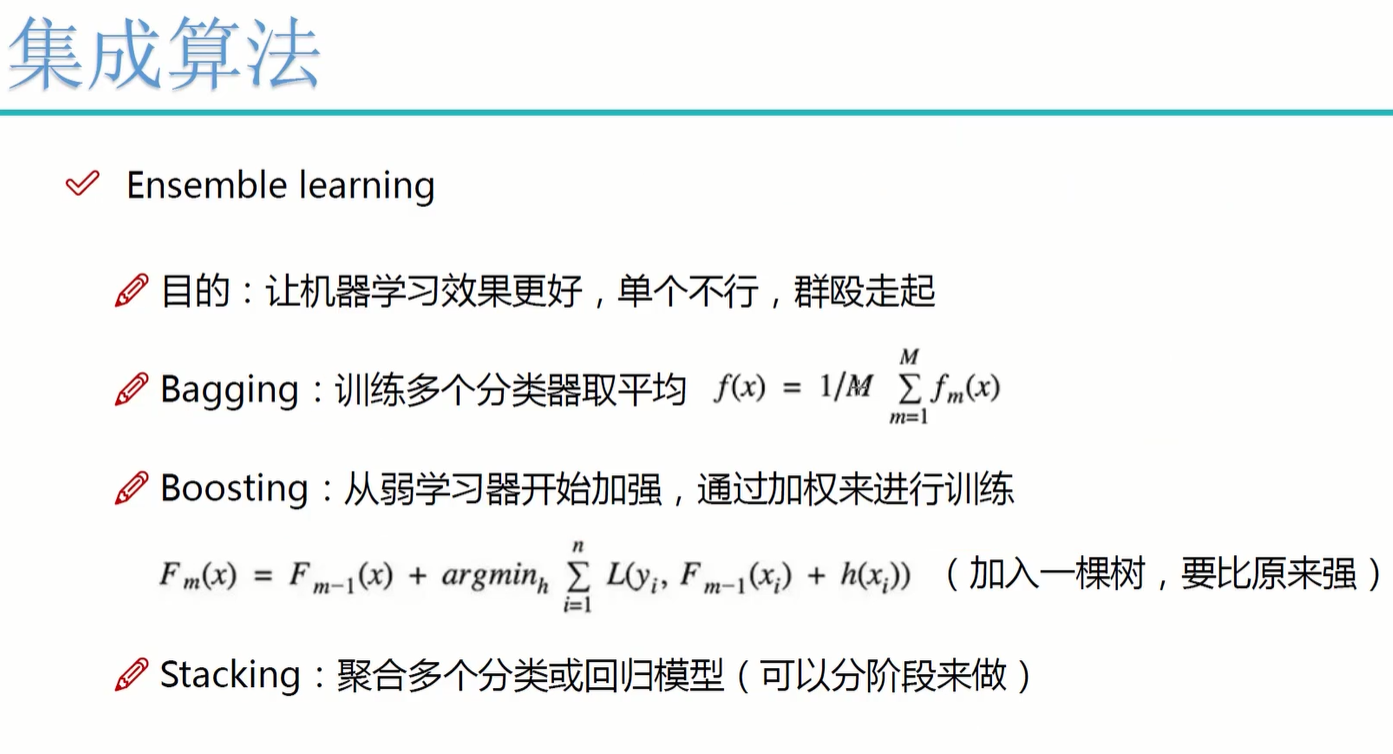 集成算法
Ensemble learning
目的：让机器学习效果更好，单个不行，群殴走起
Bagging：训练多个分类器取平均 f(x) = 1/M ∑_{m=1}^{M} f_m(x)
Boosting：从弱学习器开始加强，通过加权来进行训练
F_m(x) = F_{m−1}(x) + argmin_h ∑_{i=1}^{n} L(y_i, F_{m−1}(x_i) + h(x_i)) （加入一棵树，要比原来强）
Stacking：聚合多个分类或回归模型（可以分阶段来做）